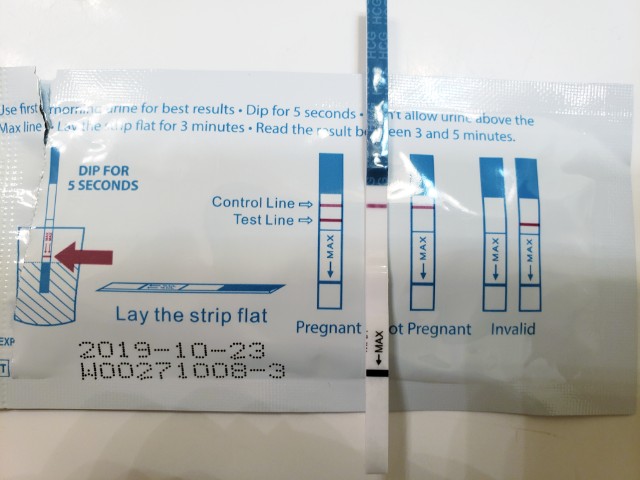 HCG HCG
Use first morning urine for best results • Dip for 5 seconds • n't allow urine above the
Max line • Lay the strip flat for 3 minutes • Read the result between 3 and 5 minutes.
DIP FOR
5 SECONDS
Control Line ⇨
Test Line ⇨
MAX
MAX
MAX
MAX
Lay the strip flat
Pregnant
ot Pregnant
Invalid
←MAX
EXP
2019-10-23
W00271008-3
T